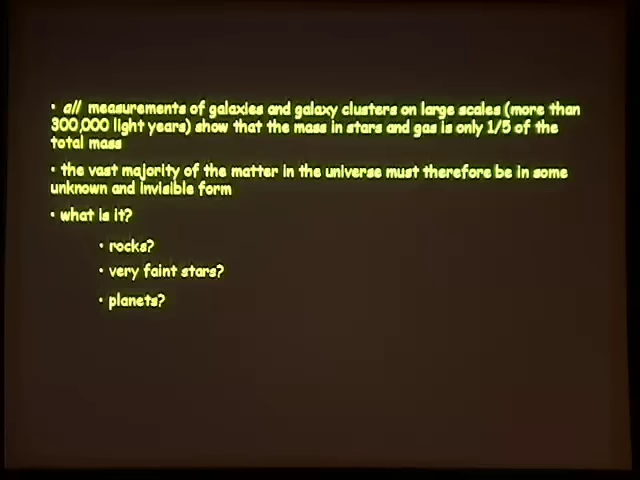 • all measurements of galaxies and galaxy clusters on large scales (more than
300,000 light years) show that the mass in stars and gas is only 1/5 of the
total mass
• the vast majority of the matter in the universe must therefore be in some
unknown and invisible form
• what is it?
• rocks?
• very faint stars?
• planets?